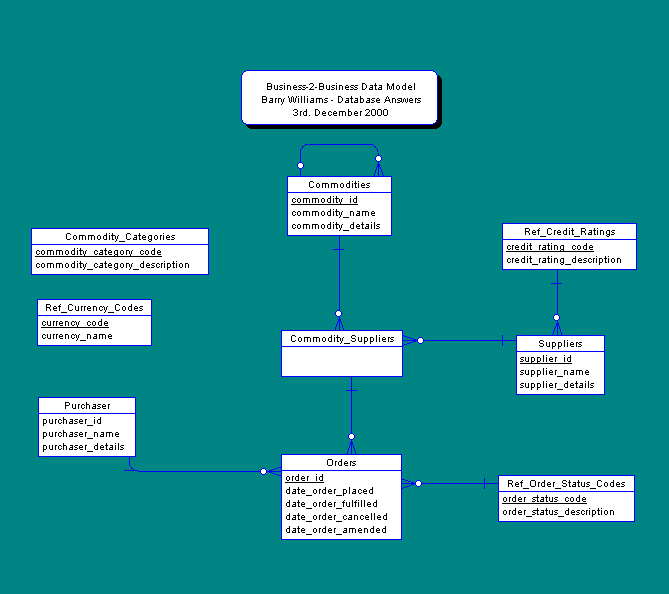 Business-2-Business Data Model
Barry Williams - Database Answers
3rd. December 2000
Commodities
commodity_id
commodity_name
commodity_details
Commodity_Categories
commodity_category_code
commodity_category_description
Ref_Credit_Ratings
credit_rating_code
credit_rating_description
Ref_Currency_Codes
currency_code
currency_name
Commodity_Suppliers
Suppliers
supplier_id
supplier_name
supplier_details
Purchaser
purchaser_id
purchaser_name
purchaser_details
Orders
order_id
date_order_placed
date_order_fulfilled
date_order_cancelled
date_order_amended
Ref_Order_Status_Codes
order_status_code
order_status_description